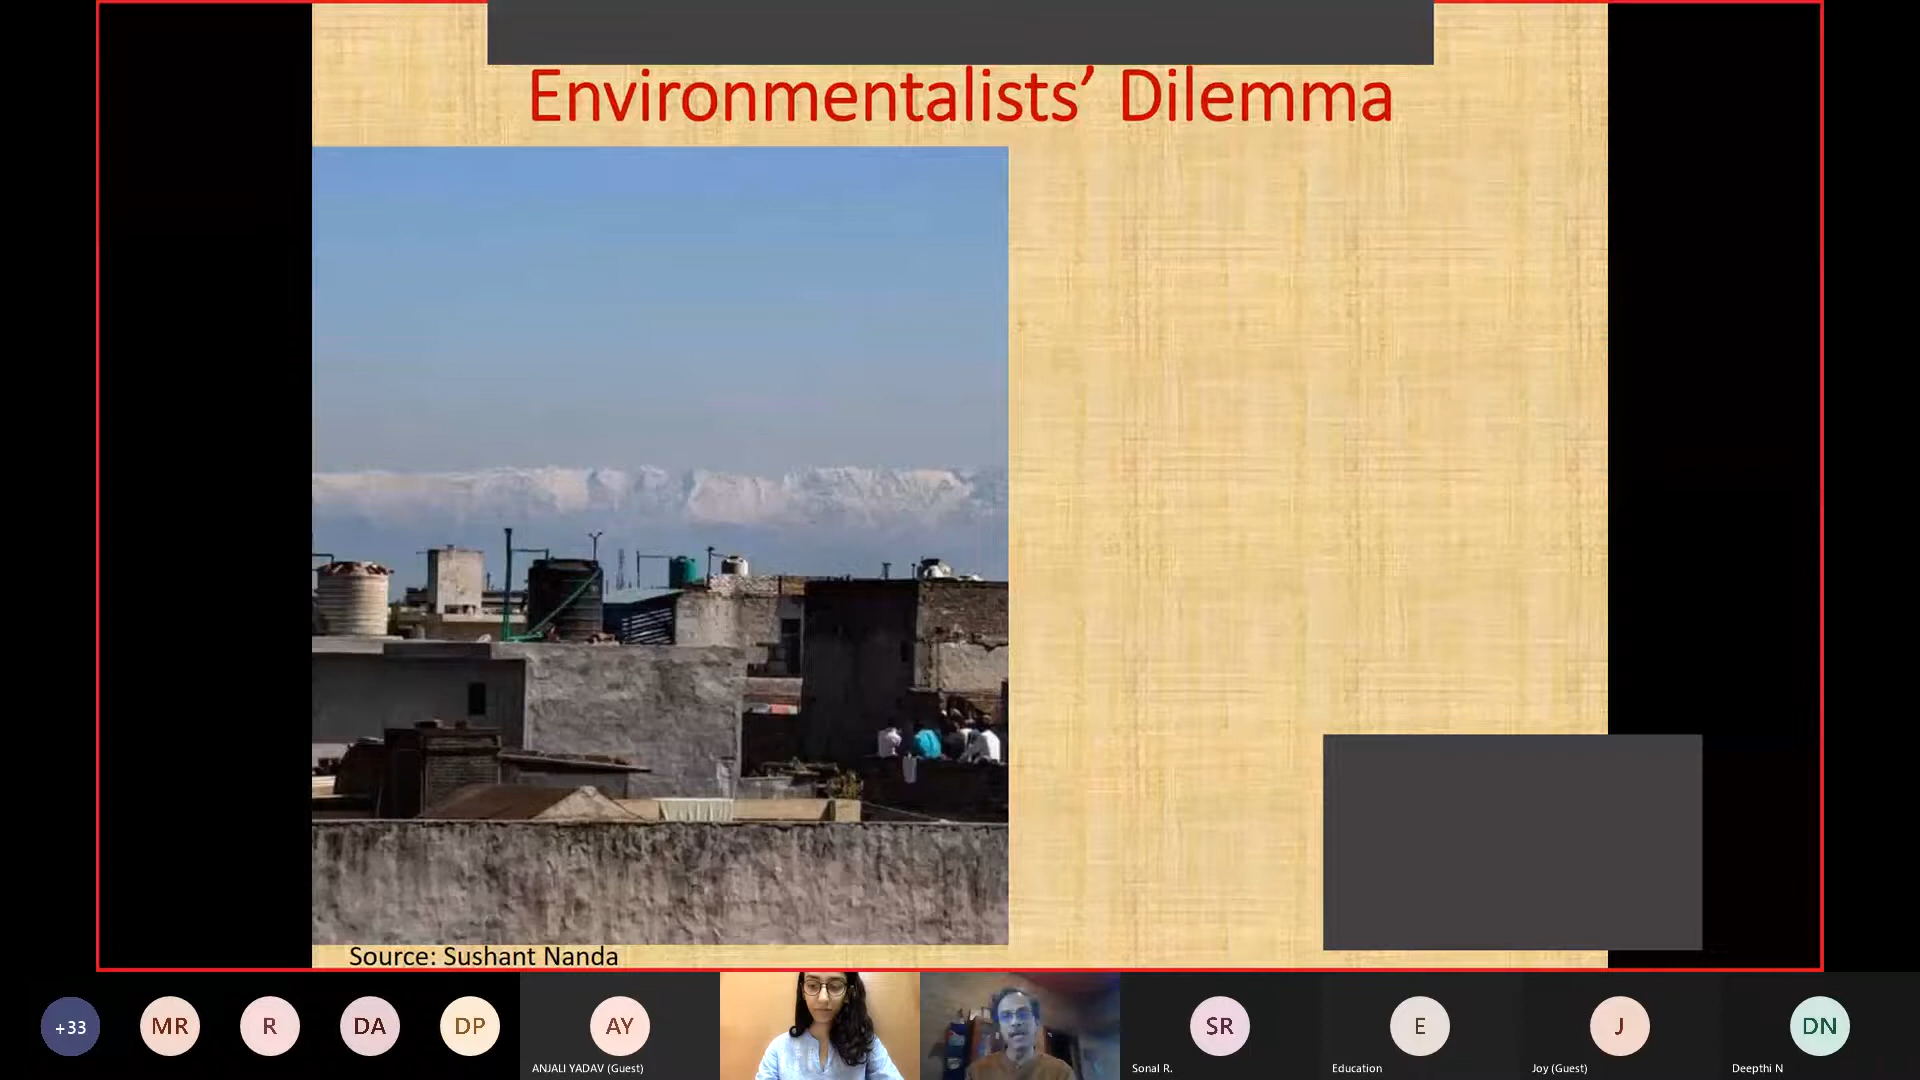 Environmentalists’ Dilemma
Source: Sushant Nanda
+33
MR
R
DA
DP
AY
ANJALI YADAV (Guest)
SR
Sonal R.
E
Education
J
Joy (Guest)
DN
Deepthi N